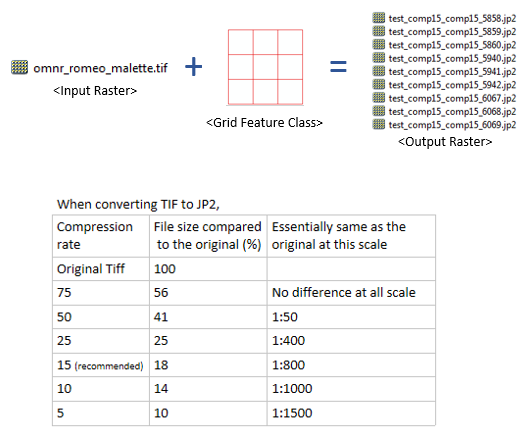 omnr_romeo_malette.tif
<Input Raster>
+
<Grid Feature Class>
=
test_comp15_comp15_5858.jp2
test_comp15_comp15_5859.jp2
test_comp15_comp15_5860.jp2
test_comp15_comp15_5940.jp2
test_comp15_comp15_5941.jp2
test_comp15_comp15_5942.jp2
test_comp15_comp15_6067.jp2
test_comp15_comp15_6068.jp2
test_comp15_comp15_6069.jp2
<Output Raster>
When converting TIF to JP2,
Compression rate File size compared to the original (%) Essentially same as the original at this scale
Original Tiff 100
75 56 No difference at all scale
50 41 1:50
25 25 1:400
15 (recommended) 18 1:800
10 14 1:1000
5 10 1:1500